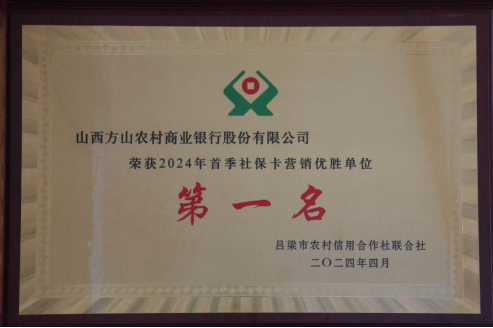 山西方山农村商业银行股份有限公司
荣获2024年首季社保卡营销优胜单位
第一名
吕梁市农村信用合作社联合社
二〇二四年四月